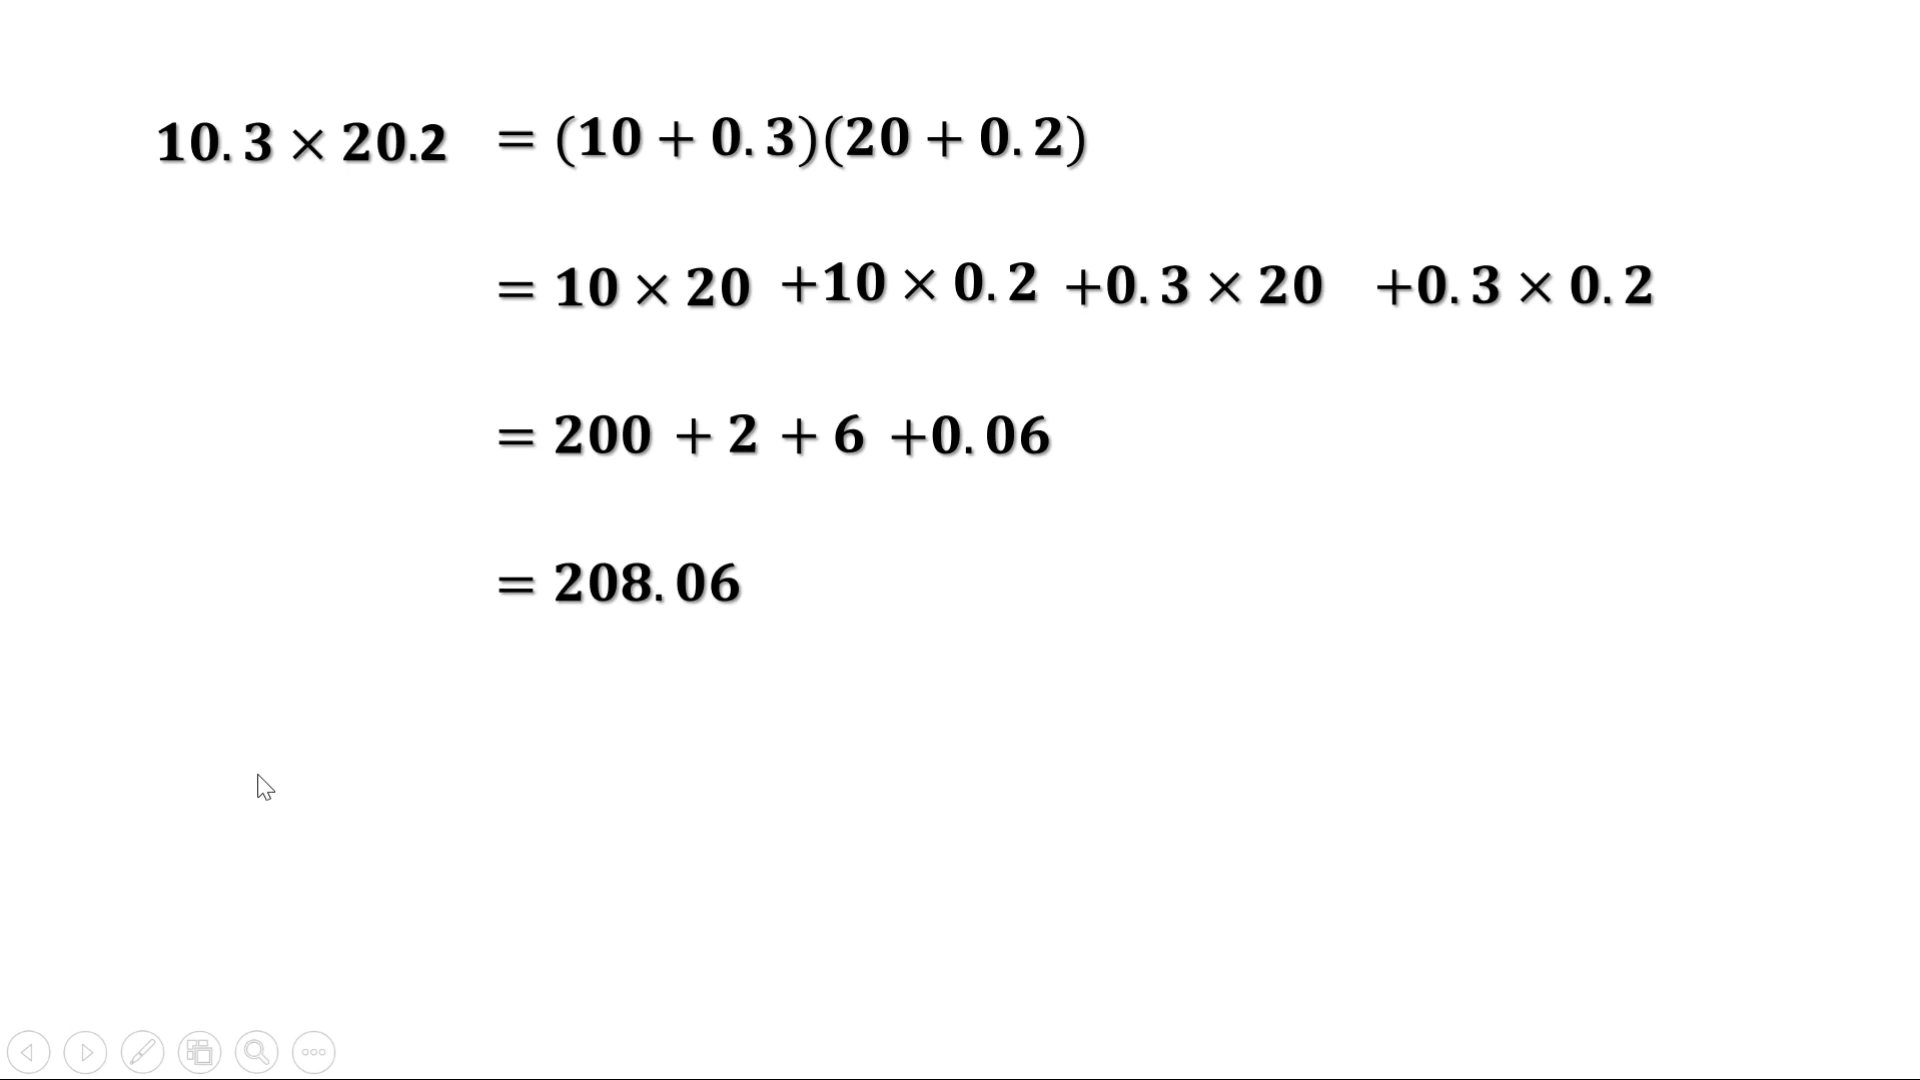 10.3 × 20.2 = (10 + 0.3)(20 + 0.2)
= 10 × 20 +10 × 0.2 +0.3 × 20 +0.3 × 0.2
= 200 + 2 + 6 +0.06
= 208.06